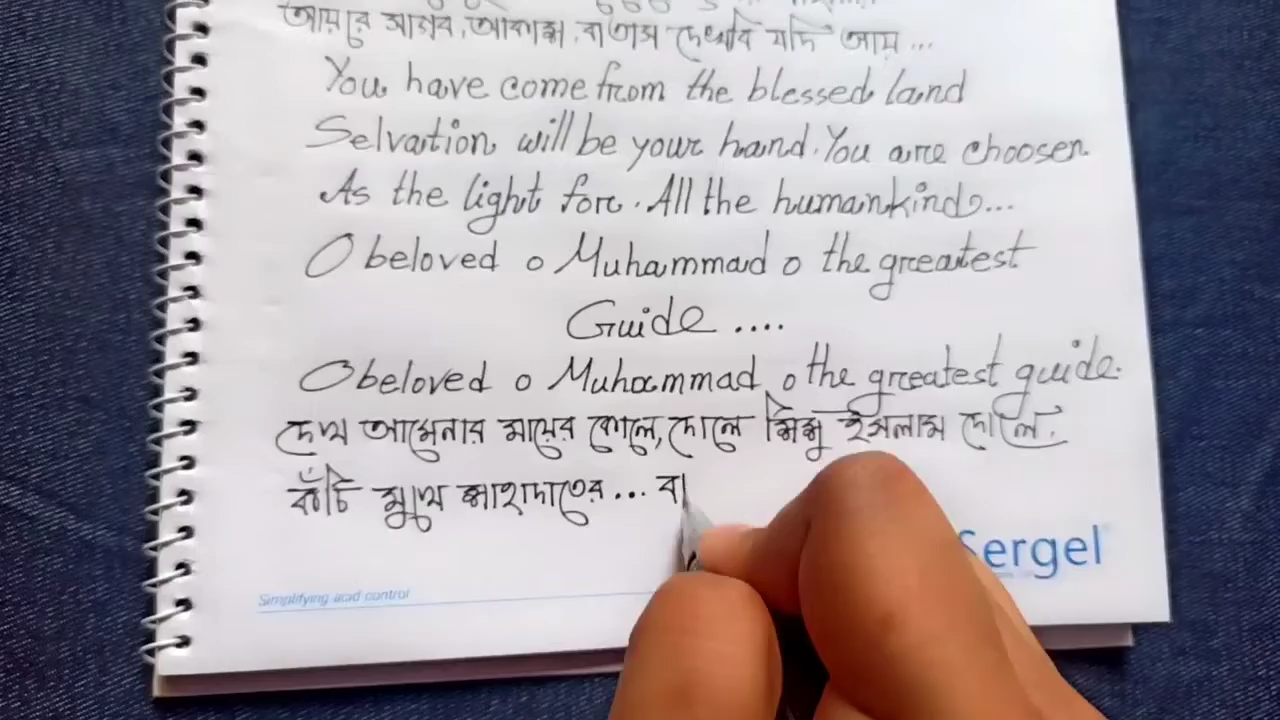 আয়রে সাগর, আকাশ, বাতাস দেখবি যদি আয়...
You have come from the blessed land
Selvation will be your hand. You are choosen
As the light for. All the humankind...
O beloved o Muhammad o the greatest
Guide ....
O beloved o Muhammad o the greatest guide.
দেখ আমেনার মায়ের কোলে, দোলে শিশু ইসলাম দোলে.
কঁচি মুখে শাহাদাতের ... বা
Sergel
Simplifying acid control